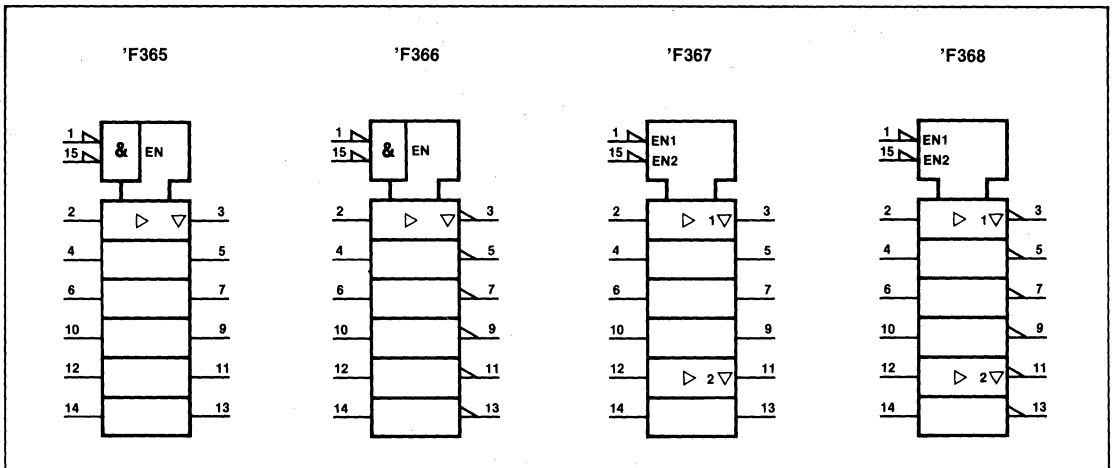 'F365 'F366 'F367 'F368
1 & EN 1 & EN 1 EN1 1 EN1
15 15 15 EN2 15 EN2
2 ▷ ▽ 3 2 ▷ ▽ 3 2 ▷ 1▽ 3 2 ▷ 1▽ 3
4 5 4 5 4 5 4 5
6 7 6 7 6 7 6 7
10 9 10 9 10 9 10 9
12 11 12 11 12 ▷ 2▽ 11 12 ▷ 2▽ 11
14 13 14 13 14 13 14 13